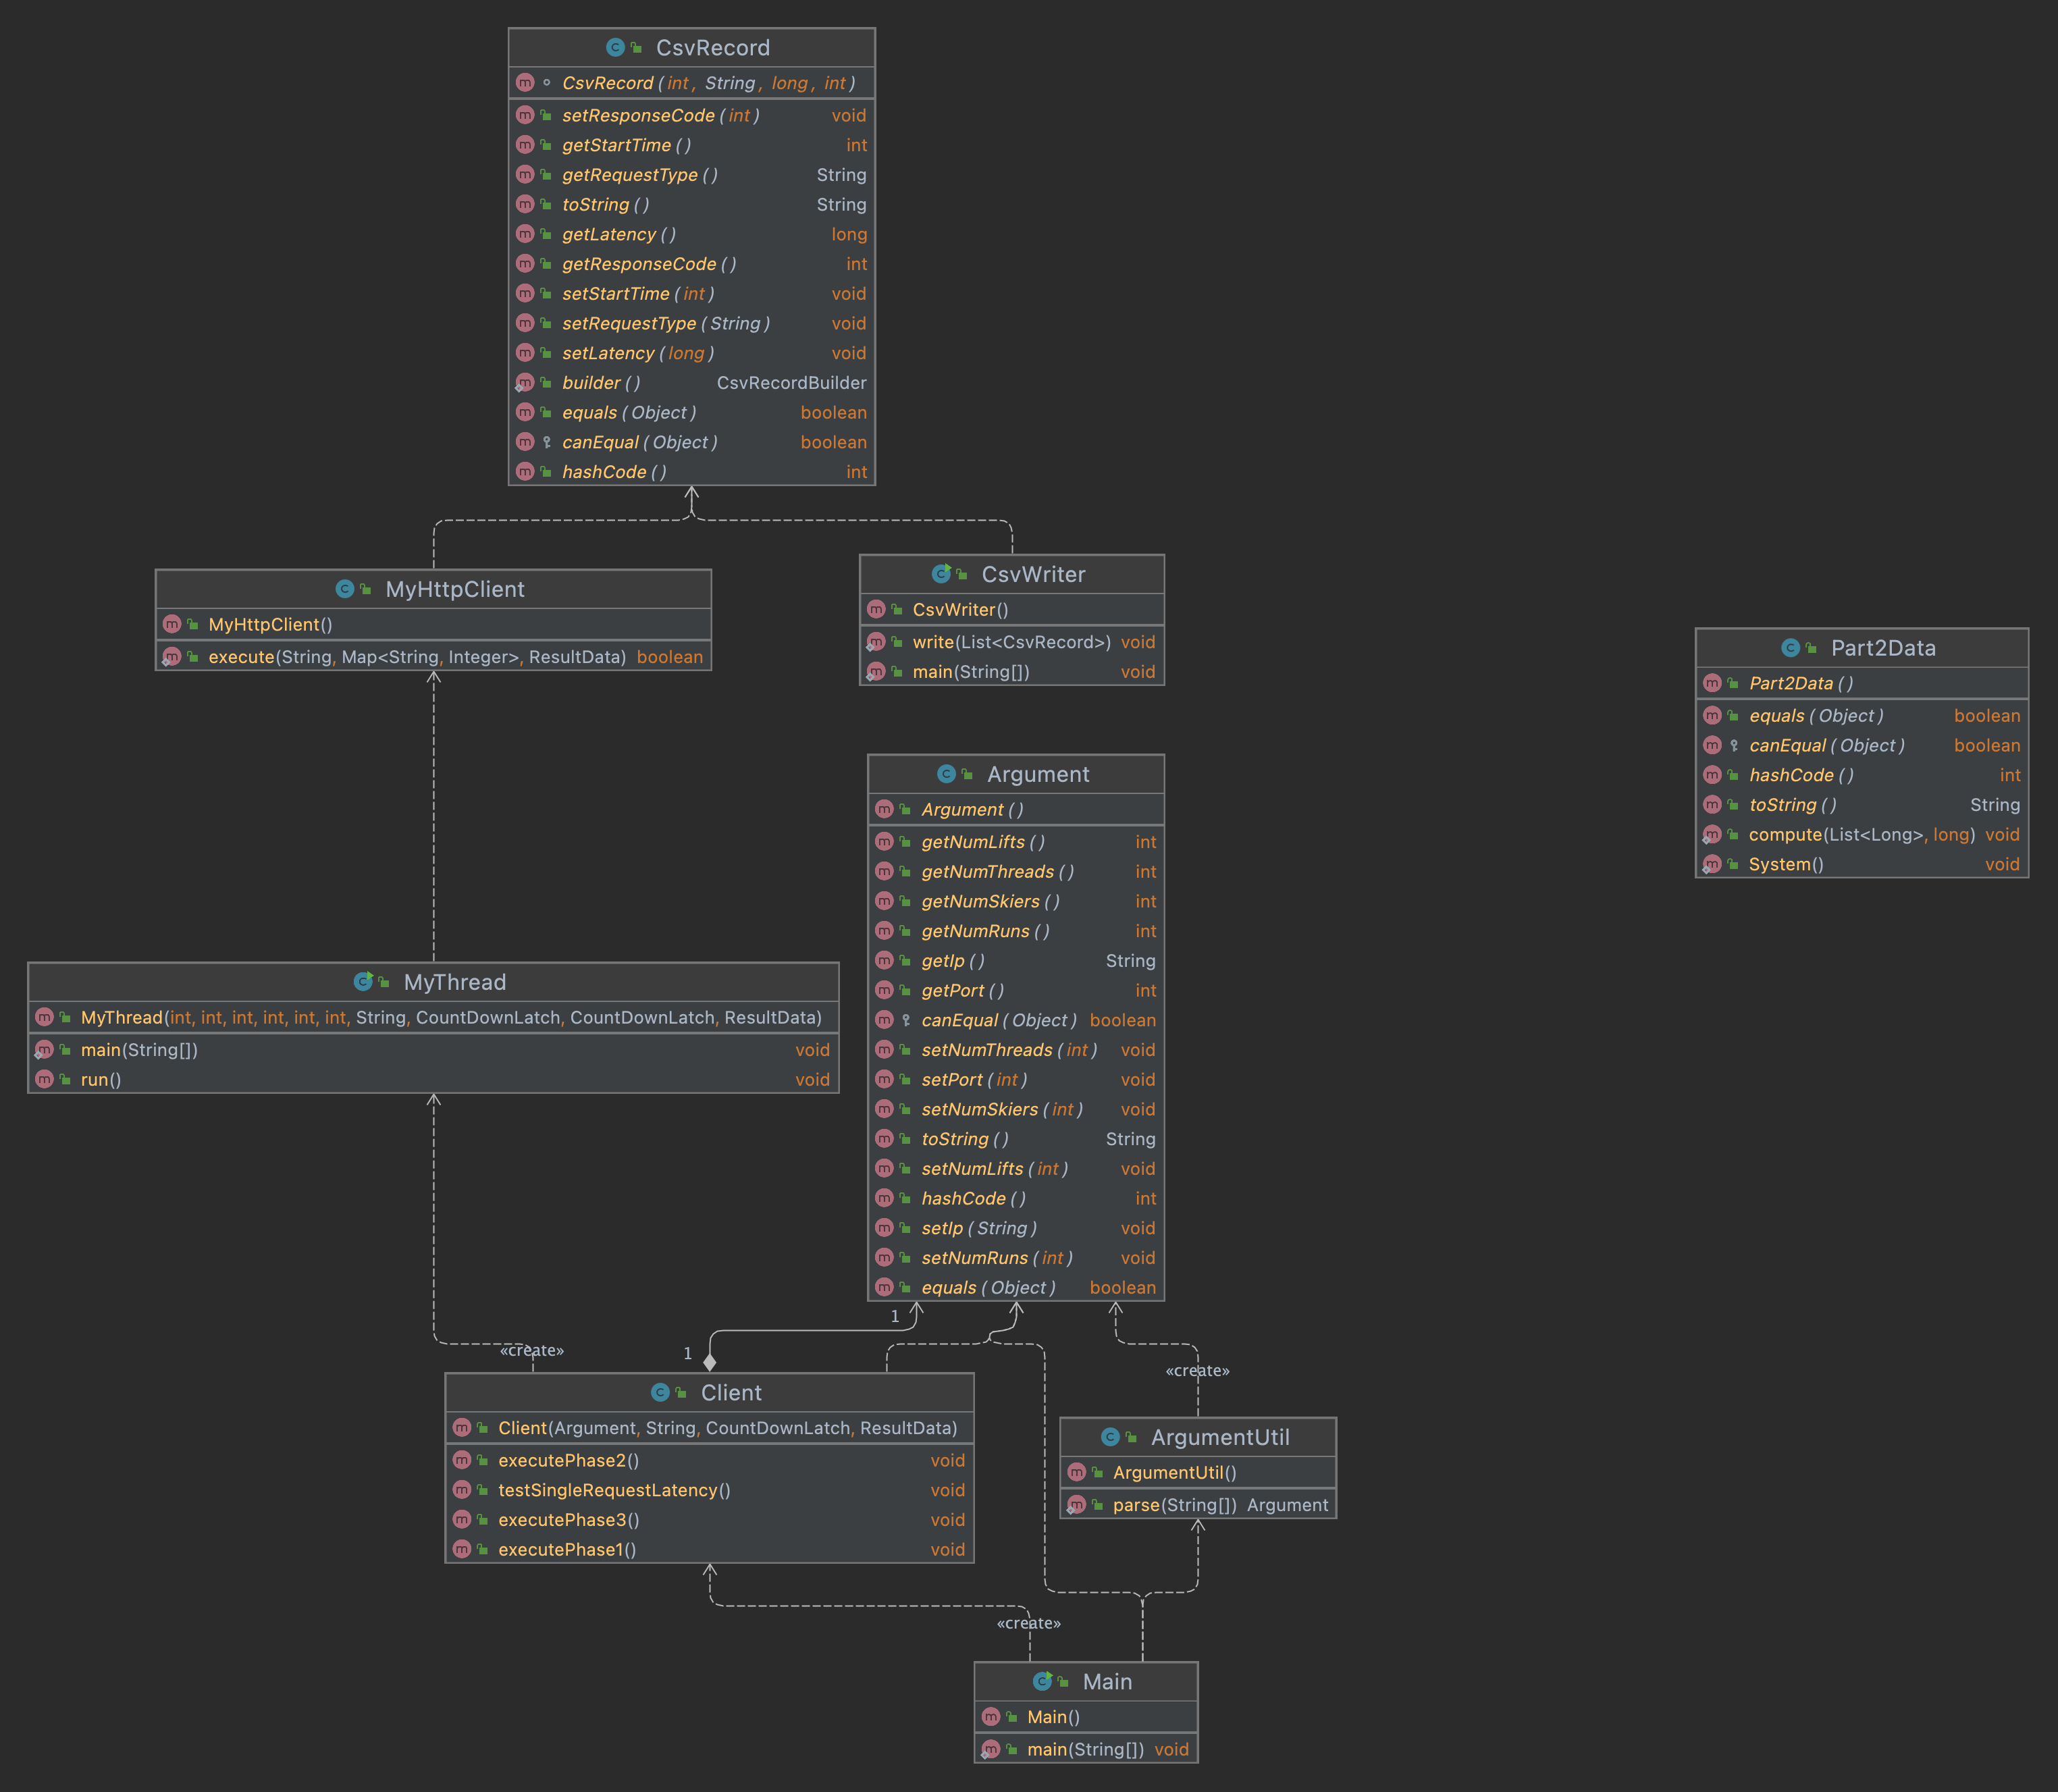 CsvRecord
CsvRecord(int, String, long, int)
setResponseCode(int) void
getStartTime() int
getRequestType() String
toString() String
getLatency() long
getResponseCode() int
setStartTime(int) void
setRequestType(String) void
setLatency(long) void
builder() CsvRecordBuilder
equals(Object) boolean
canEqual(Object) boolean
hashCode() int
MyHttpClient
MyHttpClient()
execute(String, Map<String, Integer>, ResultData) boolean
CsvWriter
CsvWriter()
write(List<CsvRecord>) void
main(String[]) void
Part2Data
Part2Data()
equals(Object) boolean
canEqual(Object) boolean
hashCode() int
toString() String
compute(List<Long>, long) void
System() void
Argument
Argument()
getNumLifts() int
getNumThreads() int
getNumSkiers() int
getNumRuns() int
getIp() String
getPort() int
canEqual(Object) boolean
setNumThreads(int) void
setPort(int) void
setNumSkiers(int) void
toString() String
setNumLifts(int) void
hashCode() int
setIp(String) void
setNumRuns(int) void
equals(Object) boolean
MyThread
MyThread(int, int, int, int, int, int, String, CountDownLatch, CountDownLatch, ResultData)
main(String[]) void
run() void
1
«create»
1
«create»
Client
Client(Argument, String, CountDownLatch, ResultData)
executePhase2() void
testSingleRequestLatency() void
executePhase3() void
executePhase1() void
ArgumentUtil
ArgumentUtil()
parse(String[]) Argument
«create»
Main
Main()
main(String[]) void